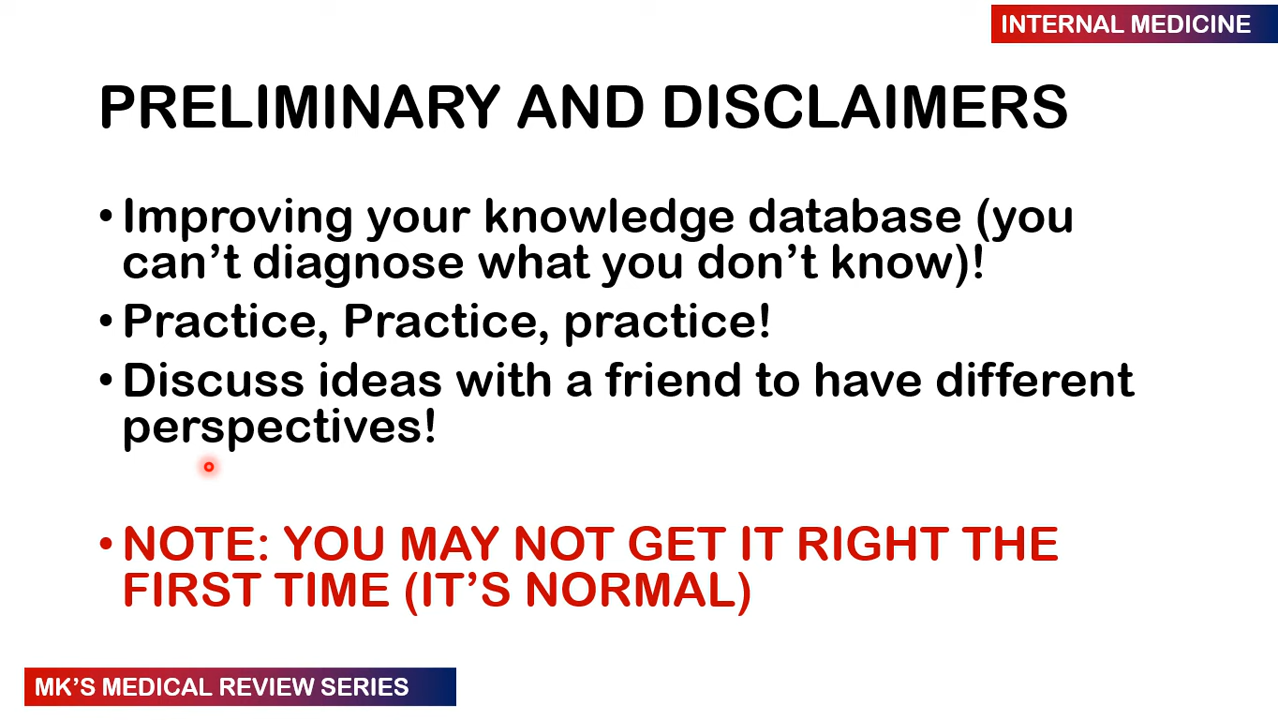 INTERNAL MEDICINE
PRELIMINARY AND DISCLAIMERS
• Improving your knowledge database (you
can’t diagnose what you don’t know)!
• Practice, Practice, practice!
• Discuss ideas with a friend to have different
perspectives!
• NOTE: YOU MAY NOT GET IT RIGHT THE
FIRST TIME (IT’S NORMAL)
MK’S MEDICAL REVIEW SERIES